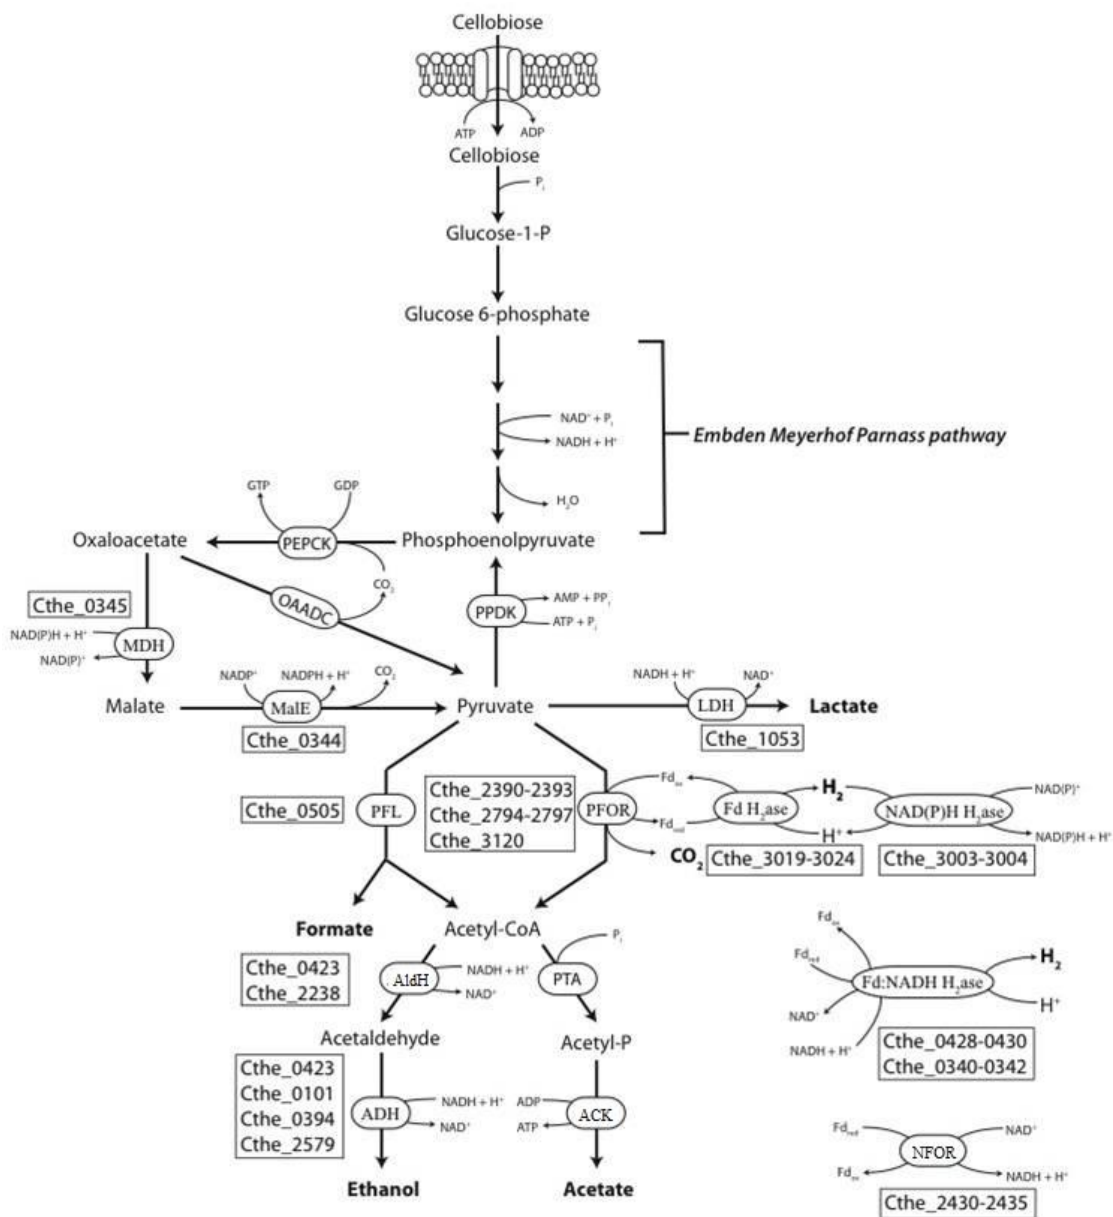 Cellobiose
ATP ADP
Cellobiose
Pᵢ
Glucose-1-P
Glucose 6-phosphate
NAD⁺ + Pᵢ
NADH + H⁺
Embden Meyerhof Parnass pathway
H₂O
GTP GDP
Oxaloacetate PEPCK Phosphoenolpyruvate
CO₂
OAADC
PPDK
AMP + PPᵢ
ATP + Pᵢ
Cthe_0345
NAD(P)H + H⁺
MDH
NAD(P)⁺
NADP⁺ NADPH + H⁺ CO₂
NADH + H⁺ NAD⁺
Malate MalE Pyruvate LDH Lactate
Cthe_0344
Cthe_1053
Cthe_0505
PFL
Cthe_2390-2393
Cthe_2794-2797
Cthe_3120
PFOR
Fdₒₓ
Fd H₂ase
H₂
NAD(P)H H₂ase
NAD(P)⁺
Fdᵣₑd
H⁺
NAD(P)H + H⁺
CO₂
Cthe_3019-3024
Cthe_3003-3004
Formate Acetyl-CoA
Pᵢ
Cthe_0423
Cthe_2238
AldH
NADH + H⁺
NAD⁺
PTA
Fdₒₓ
Fdᵣₑd
H₂
Fd:NADH H₂ase
H⁺
NAD⁺
NADH + H⁺
Cthe_0428-0430
Cthe_0340-0342
Acetaldehyde Acetyl-P
Cthe_0423
Cthe_0101
Cthe_0394
Cthe_2579
ADH
NADH + H⁺
NAD⁺
ADP
ATP
ACK
Ethanol Acetate
Fdᵣₑd NAD⁺
NFOR
Fdₒₓ NADH + H⁺
Cthe_2430-2435